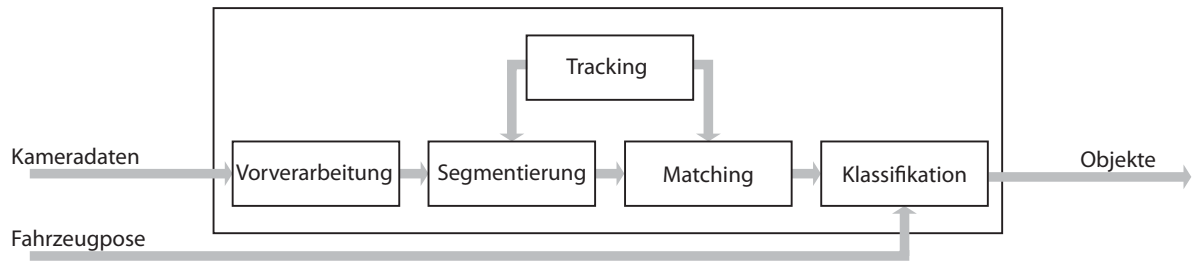 Tracking
Kameradaten
Vorverarbeitung
Segmentierung
Matching
Klassifikation
Objekte
Fahrzeugpose